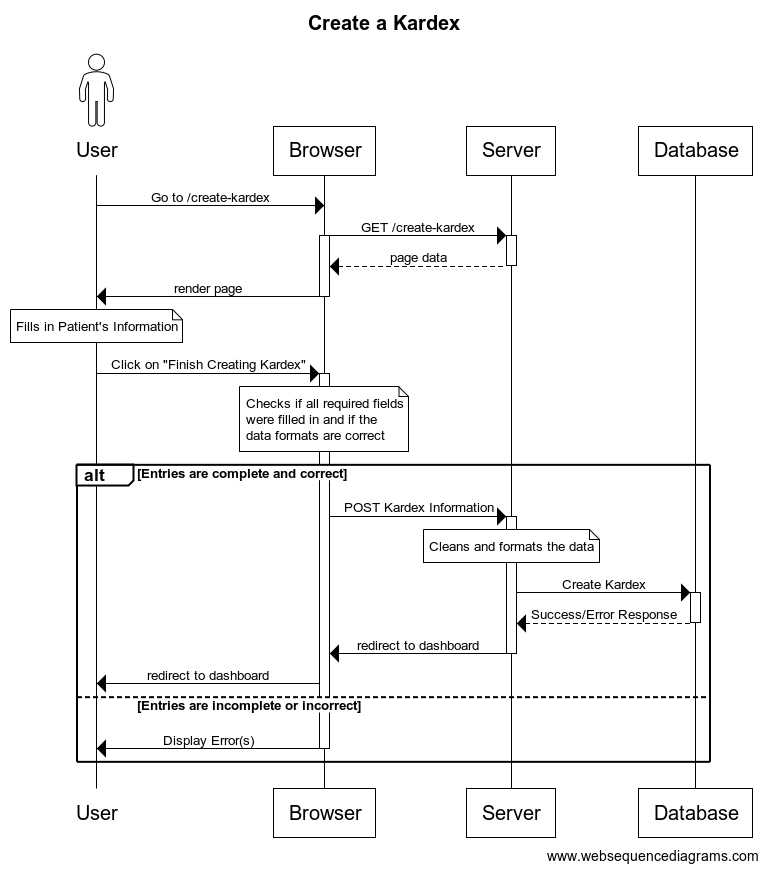 Create a Kardex
User
Browser
Server
Database
Go to /create-kardex
GET /create-kardex
page data
render page
Fills in Patient's Information
Click on "Finish Creating Kardex"
Checks if all required fields
were filled in and if the
data formats are correct
alt
[Entries are complete and correct]
POST Kardex Information
Cleans and formats the data
Create Kardex
Success/Error Response
redirect to dashboard
redirect to dashboard
[Entries are incomplete or incorrect]
Display Error(s)
User
Browser
Server
Database
www.websequencediagrams.com